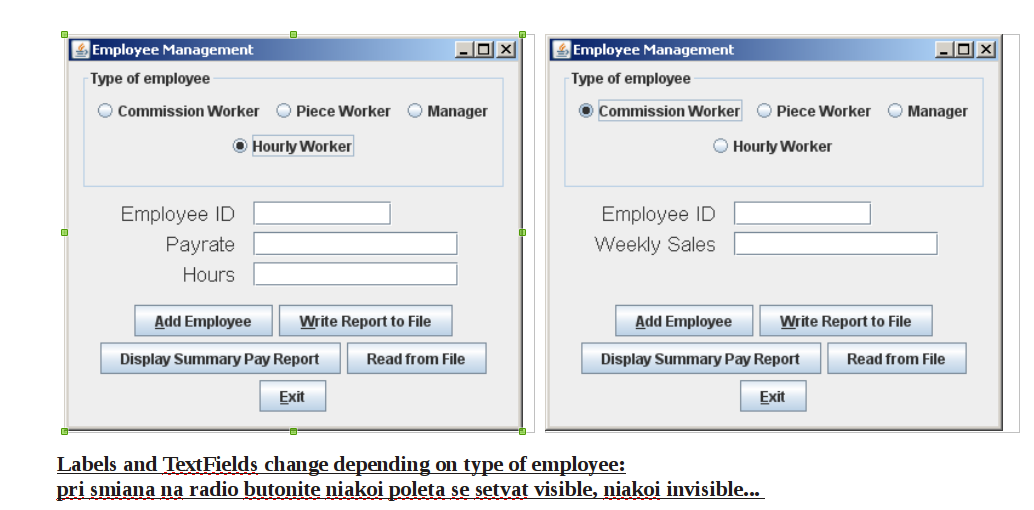 Employee Management
Type of employee
Commission Worker Piece Worker Manager
Hourly Worker
Employee ID
Payrate
Hours
Add Employee Write Report to File
Display Summary Pay Report Read from File
Exit
Employee Management
Type of employee
Commission Worker Piece Worker Manager
Hourly Worker
Employee ID
Weekly Sales
Add Employee Write Report to File
Display Summary Pay Report Read from File
Exit
Labels and TextFields change depending on type of employee:
pri smiana na radio butonite niakoi poleta se setvat visible, niakoi invisible...